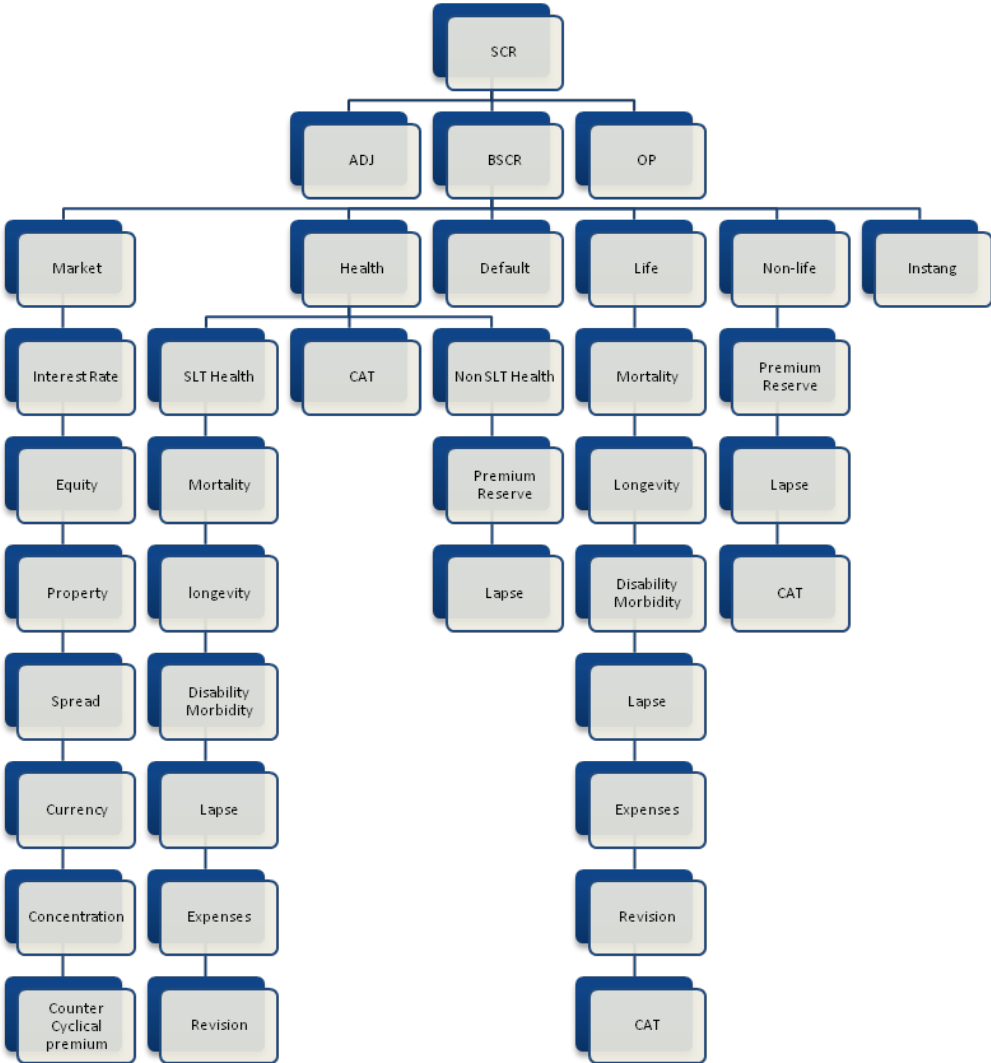 SCR
ADJ
BSCR
OP
Market
Health
Default
Life
Non-life
Instang
Interest Rate
SLT Health
CAT
Non SLT Health
Mortality
Premium
Reserve
Equity
Mortality
Premium
Reserve
Longevity
Lapse
Property
longevity
Lapse
Disability
Morbidity
CAT
Spread
Disability
Morbidity
Lapse
Currency
Lapse
Expenses
Concentration
Expenses
Revision
Counter
Cyclical
premium
Revision
CAT